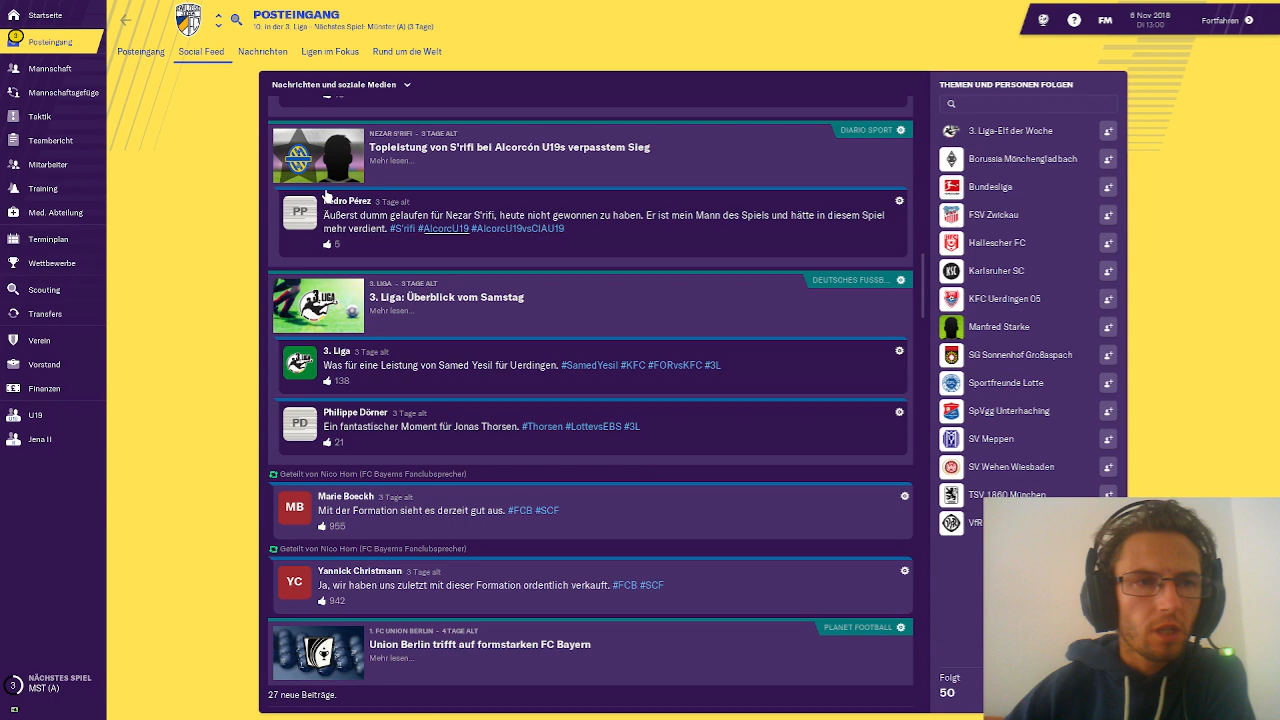 Startseite
3
Posteingang
Mannschaft
Mannschaftsgefüge
Taktik
Teambericht
Mitarbeiter
Training
Med. Abteilung
Terminplan
Wettbewerbe
Scouting
Transfers
Verein
Vorstand
Finanzen
U19
Jena II
3
NÄCHSTES SPIEL
MST (A)
POSTEINGANG
10. in der 3. Liga - Nächstes Spiel: Münster (A) (3 Tage)
? FM
6 Nov 2018
Di 13:00
Fortfahren
Posteingang Social Feed Nachrichten Ligen im Fokus Rund um die Welt
Nachrichten und soziale Medien
NEZAR S'RIFI - 3 TAGE ALT
DIARIO SPORT
Topleistung von S'rifi bei Alcorcón U19s verpasstem Sieg
Mehr lesen...
PP
Pérez 3 Tage alt
Äußerst dumm für Nezar S'rifi, heute nicht gewonnen zu haben. Er ist mein Mann des Spiels und hätte in diesem Spiel
mehr verdient. #S'rifi #AlcorcU19 #AlcorcU19vsClAU19
5
3. LIGA - 3 TAGE ALT
DEUTSCHES FUSSB...
3. Liga: Überblick vom Samstag
Mehr lesen...
3. Liga 3 Tage alt
Was für eine Leistung von Samed Yesil für Uerdingen. #SamedYesil #KFC #FORvsKFC #3L
138
PD
Philippe Dörner 3 Tage alt
Ein fantastischer Moment für Jonas Thorsen. #Thorsen #LottevsEBS #3L
21
Geteilt von Nico Horn (FC Bayerns Fanclubsprecher)
MB
Marie Boeckh 3 Tage alt
Mit der Formation sieht es derzeit gut aus. #FCB #SCF
955
Geteilt von Nico Horn (FC Bayerns Fanclubsprecher)
YC
Yannick Christmann 3 Tage alt
Ja, wir haben uns zuletzt mit dieser Formation ordentlich verkauft. #FCB #SCF
942
1. FC UNION BERLIN - 4 TAGE ALT
PLANET FOOTBALL
Union Berlin trifft auf formstarken FC Bayern
Mehr lesen...
27 neue Beiträge.
THEMEN UND PERSONEN FOLGEN
3. Liga-Elf der Woche
Borussia Mönchengladbach
Bundesliga
FSV Zwickau
Hallescher FC
Karlsruher SC
KFC Uerdingen 05
Manfred Starke
SG Sonnenhof Großaspach
Sportfreunde Lotte
SpVgg Unterhaching
SV Meppen
SV Wehen Wiesbaden
TSV 1860 München
VfR
Folgt
50